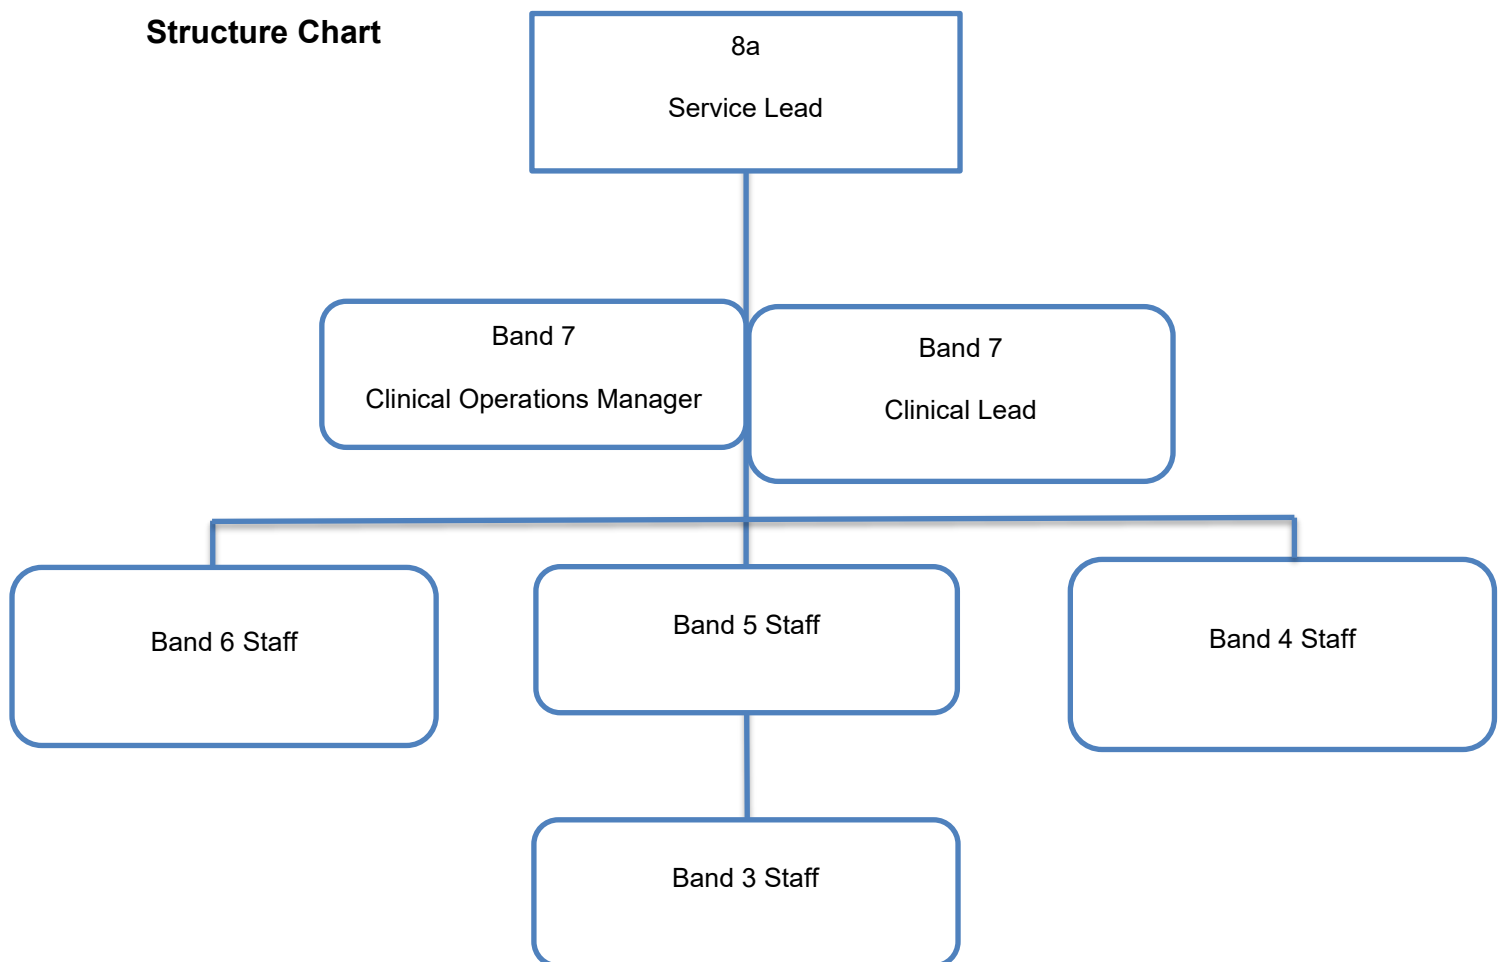 Structure Chart
8a
Service Lead
Band 7
Clinical Operations Manager
Band 7
Clinical Lead
Band 6 Staff
Band 5 Staff
Band 4 Staff
Band 3 Staff